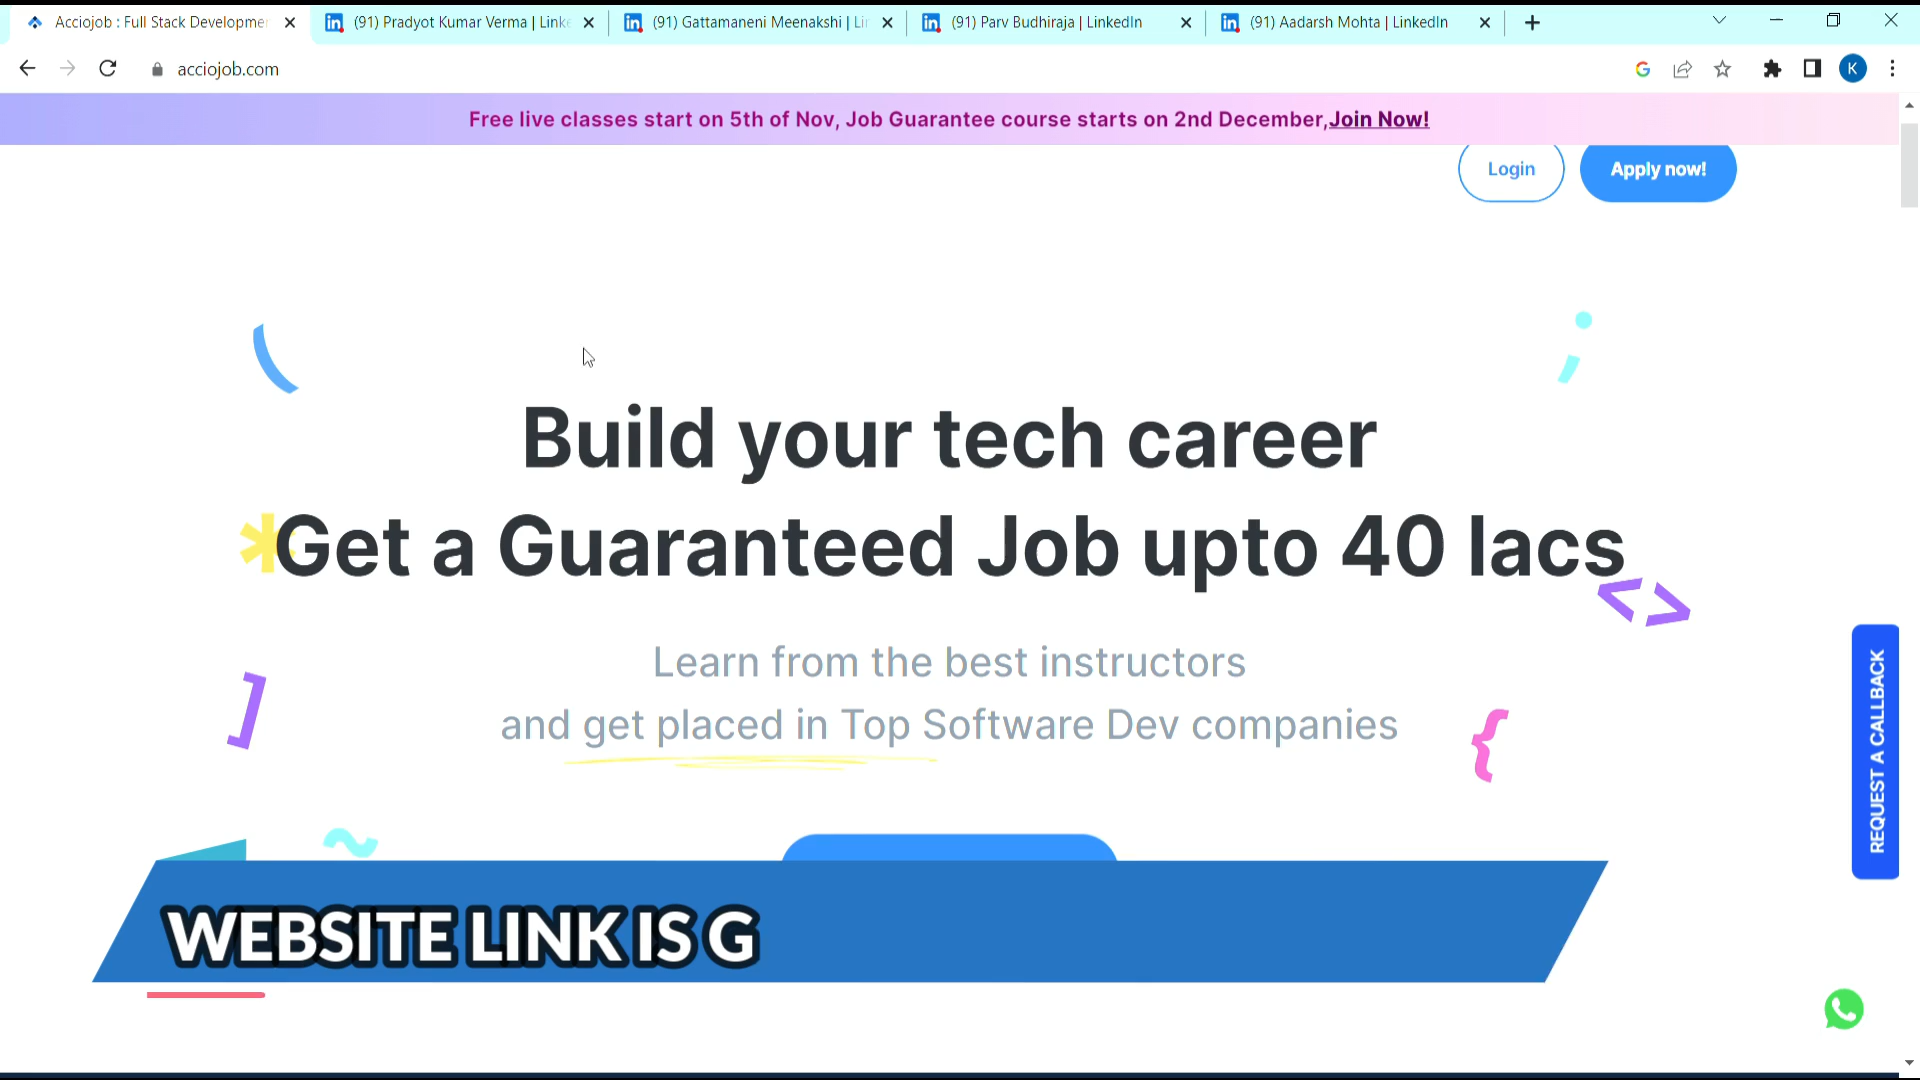 Acciojob : Full Stack Developme
(91) Pradyot Kumar Verma | Linke
(91) Gattamaneni Meenakshi | Lin
(91) Parv Budhiraja | LinkedIn
(91) Aadarsh Mohta | LinkedIn
acciojob.com
K
Free live classes start on 5th of Nov, Job Guarantee course starts on 2nd December,Join Now!
Login
Apply now!
Build your tech career
Get a Guaranteed Job upto 40 lacs
Learn from the best instructors
and get placed in Top Software Dev companies
REQUEST A CALLBACK
WEBSITE LINK IS G